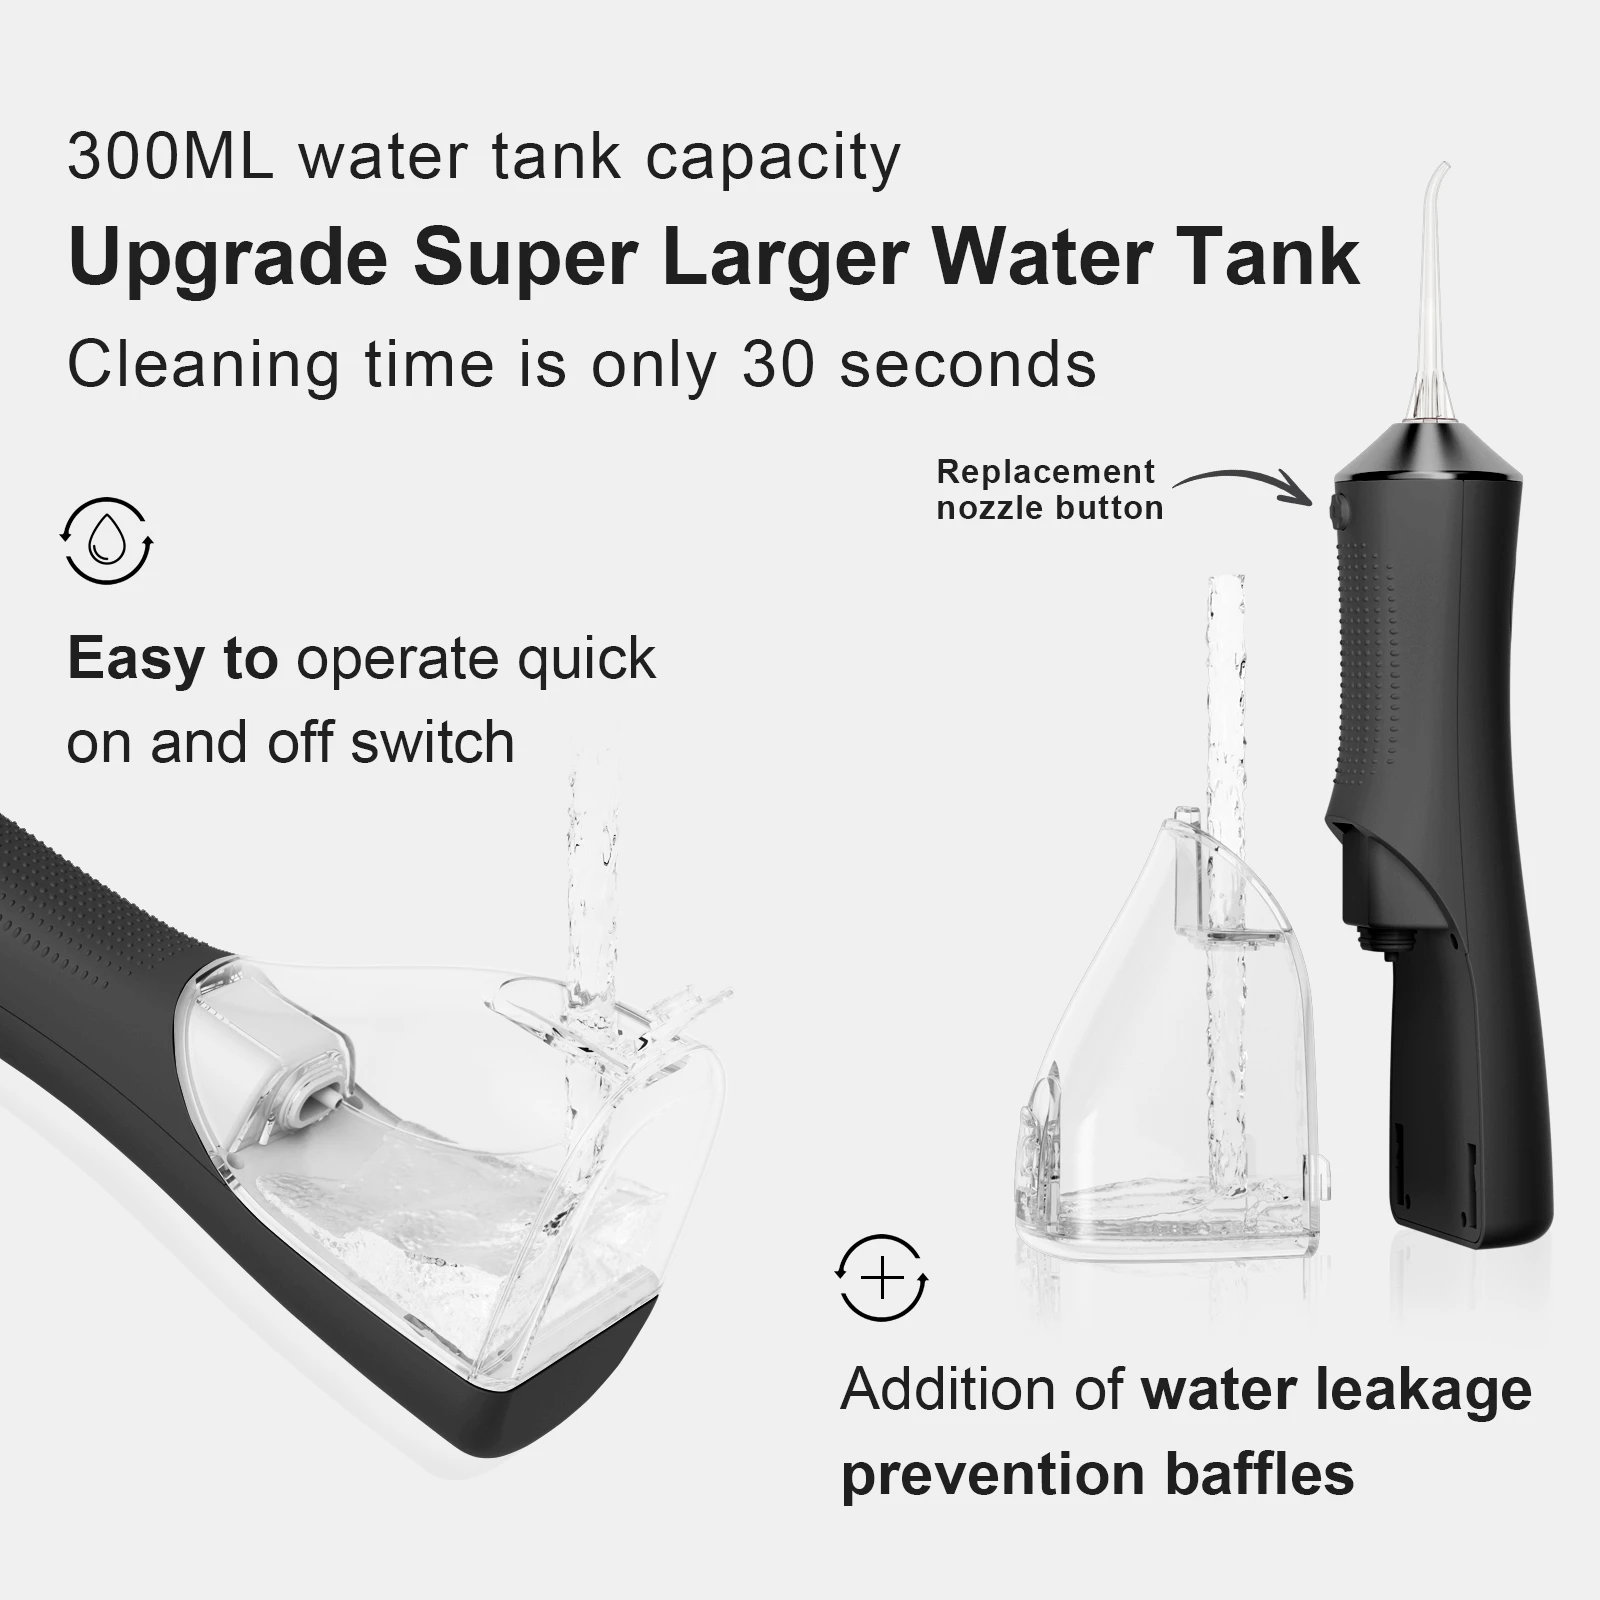 300ML water tank capacity
Upgrade Super Larger Water Tank
Cleaning time is only 30 seconds
Replacement
nozzle button
Easy to operate quick
on and off switch
Addition of water leakage
prevention baffles